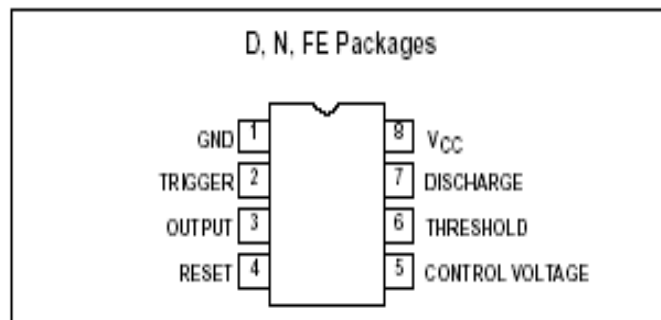 D, N, FE Packages
GND 1 8 VCC
TRIGGER 2 7 DISCHARGE
OUTPUT 3 6 THRESHOLD
RESET 4 5 CONTROL VOLTAGE